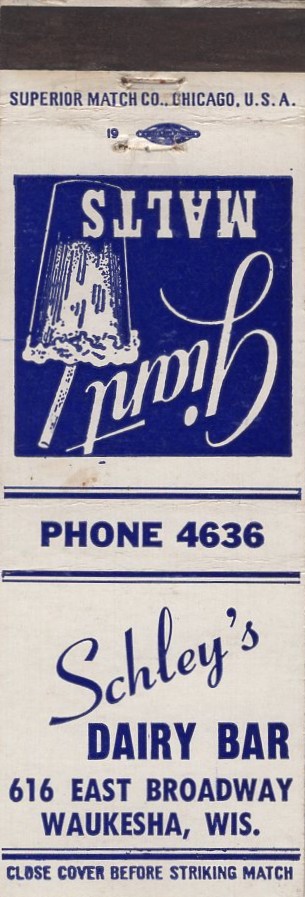 SUPERIOR MATCH CO., CHICAGO, U.S.A.
19
Giant
MALTS
PHONE 4636
Schley's
DAIRY BAR
616 EAST BROADWAY
WAUKESHA, WIS.
CLOSE COVER BEFORE STRIKING MATCH